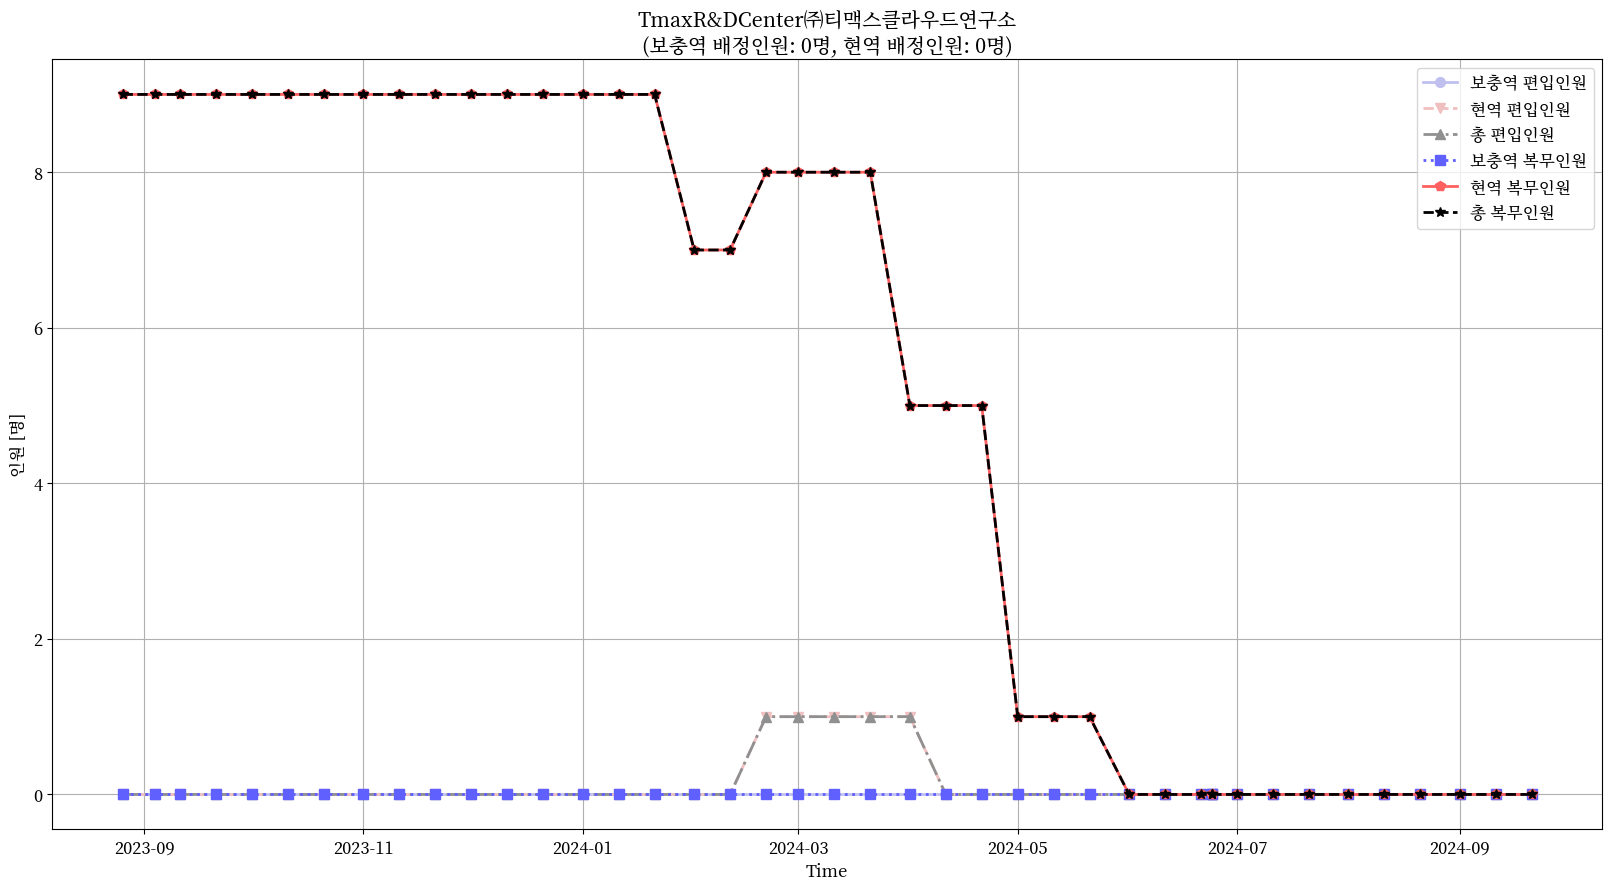 TmaxR&DCenter㈜티맥스클라우드연구소
(보충역 배정인원: 0명, 현역 배정인원: 0명)
보충역 편입인원
현역 편입인원
총 편입인원
보충역 복무인원
현역 복무인원
총 복무인원
인원 [명]
8
6
4
2
0
2023-09
2023-11
2024-01
2024-03
2024-05
2024-07
2024-09
Time